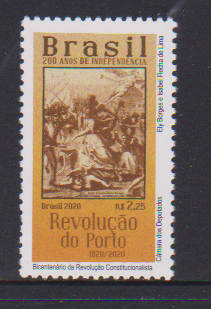 Brasil
200 ANOS DE INDEPENDÊNCIA
Brasil 2020
R$ 2,25
Revolução
do Porto
1820/2020
Bicentenário da Revolução Constitucionalista
Câmara dos Deputados
Ely Borges e Isabel Flecha de Lima